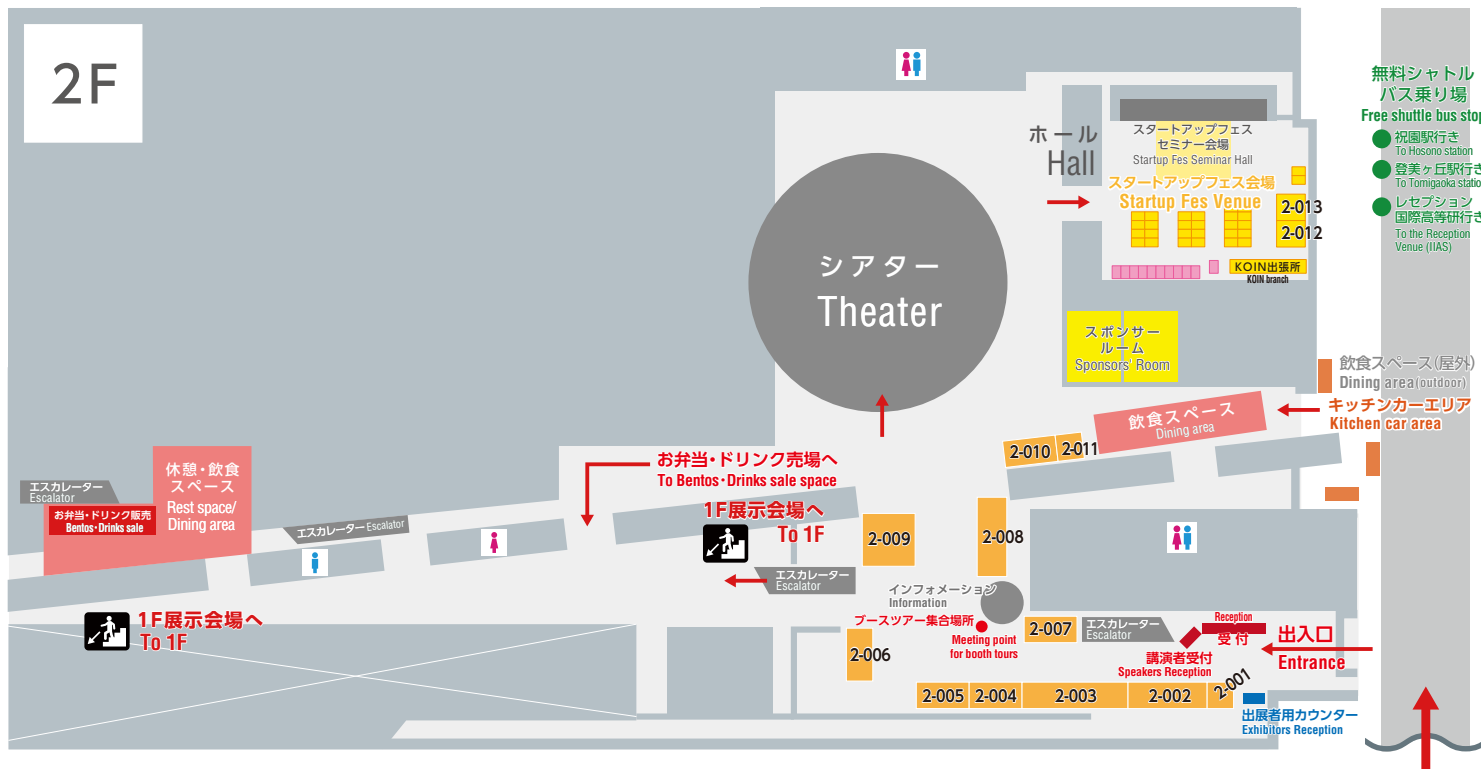 2F
無料シャトル
バス乗り場
Free shuttle bus stop
祝園駅行き
To Hosono station
登美ヶ丘駅行き
To Tomigaoka statio
レセプション
国際高等研行き
To the Reception
Venue (IIAS)
ホール
Hall
スタートアップフェス
セミナー会場
Startup Fes Seminar Hall
スタートアップフェス会場
Startup Fes Venue
2-013
2-012
KOIN出張所
KOIN branch
シアター
Theater
スポンサー
ルーム
Sponsors' Room
飲食スペース(屋外)
Dining area(outdoor)
キッチンカーエリア
Kitchen car area
飲食スペース
Dining area
2-010
2-011
お弁当・ドリンク売場へ
To Bentos・Drinks sale space
休憩・飲食
スペース
Rest space/
Dining area
エスカレーター
Escalator
お弁当・ドリンク販売
Bentos・Drinks sale
エスカレーター Escalator
1F展示会場へ
To 1F
2-009
2-008
エスカレーター
Escalator
インフォメーション
Information
ブースツアー集合場所
Meeting point
for booth tours
2-007
エスカレーター
Escalator
Reception
受付
講演者受付
Speakers Reception
出入口
Entrance
1F展示会場へ
To 1F
2-006
2-005
2-004
2-003
2-002
2-001
出展者用カウンター
Exhibitors Reception